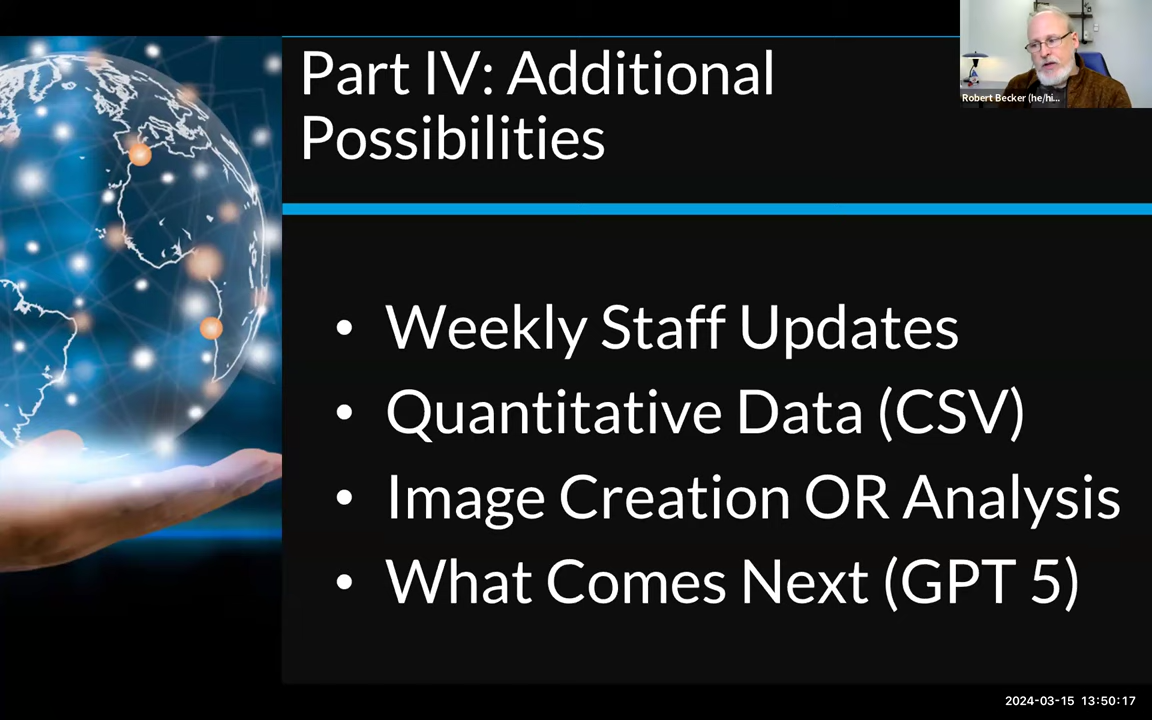 Part IV: Additional
Possibilities
Robert Becker (he/hi...
• Weekly Staff Updates
• Quantitative Data (CSV)
• Image Creation OR Analysis
• What Comes Next (GPT 5)
2024-03-15 13:50:17